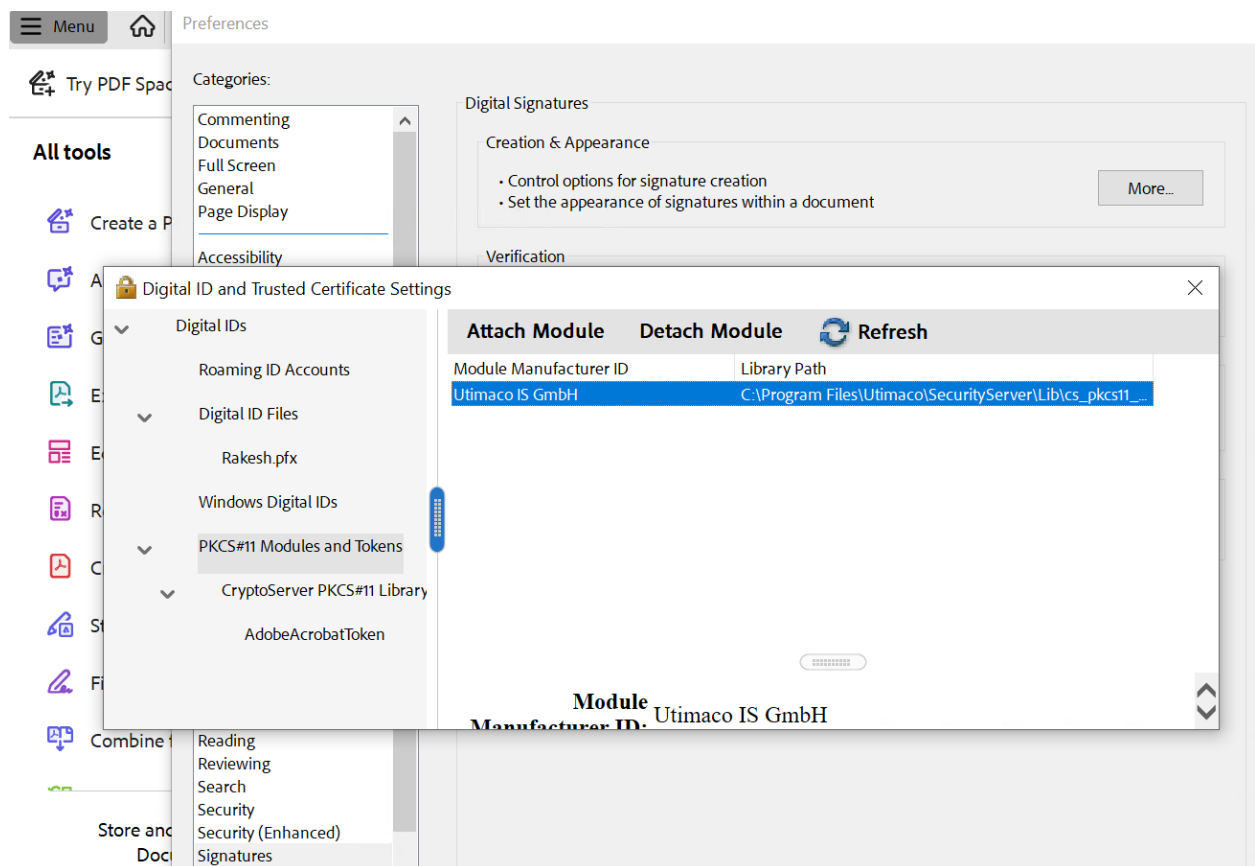 Menu
Preferences
Try PDF Spac
All tools
Create a P
Combine f
Store and
Docu
Categories:
Commenting
Documents
Full Screen
General
Page Display
Accessibility
Digital Signatures
Creation & Appearance
• Control options for signature creation
• Set the appearance of signatures within a document
More...
Verification
Digital ID and Trusted Certificate Settings
Digital IDs
Roaming ID Accounts
Digital ID Files
Rakesh.pfx
Windows Digital IDs
PKCS#11 Modules and Tokens
CryptoServer PKCS#11 Library
AdobeAcrobatToken
Attach Module Detach Module Refresh
Module Manufacturer ID Library Path
Utimaco IS GmbH C:\Program Files\Utimaco\SecurityServer\Lib\cs_pkcs11_...
Module
Manufacturer ID: Utimaco IS GmbH
Reading
Reviewing
Search
Security
Security (Enhanced)
Signatures